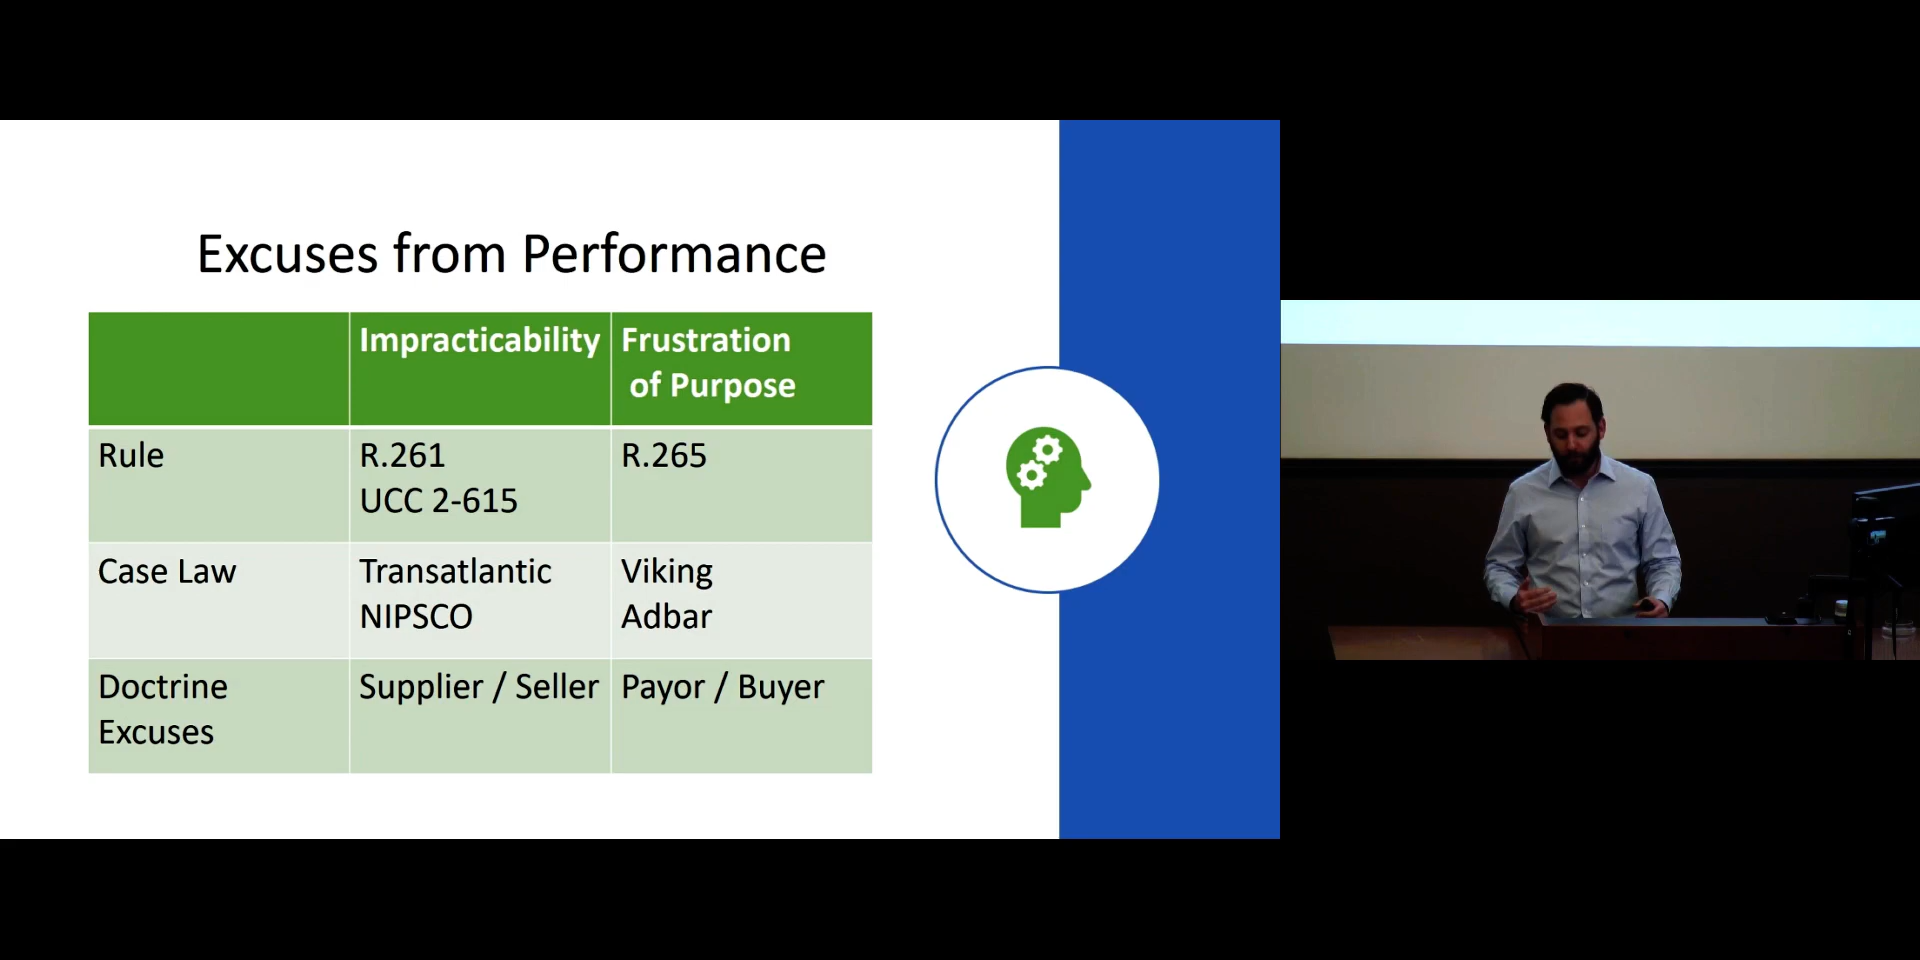 Excuses from Performance
Impracticability
Frustration
of Purpose
Rule
R.261
UCC 2-615
R.265
Case Law
Transatlantic
NIPSCO
Viking
Adbar
Doctrine
Excuses
Supplier / Seller
Payor / Buyer